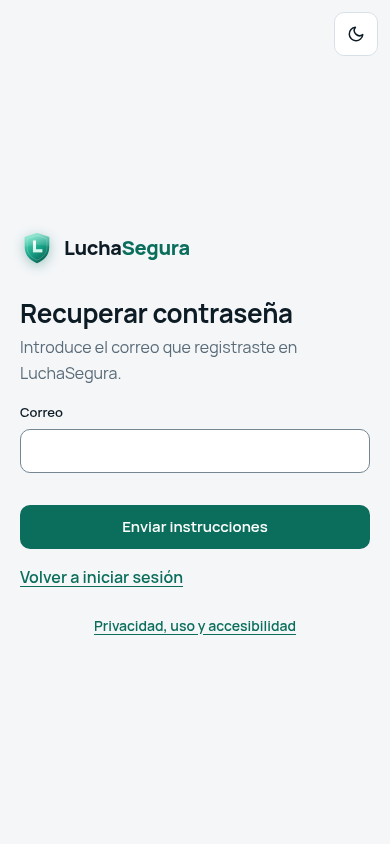 LuchaSegura
Recuperar contraseña
Introduce el correo que registraste en
LuchaSegura.
Correo
Enviar instrucciones
Volver a iniciar sesión
Privacidad, uso y accesibilidad